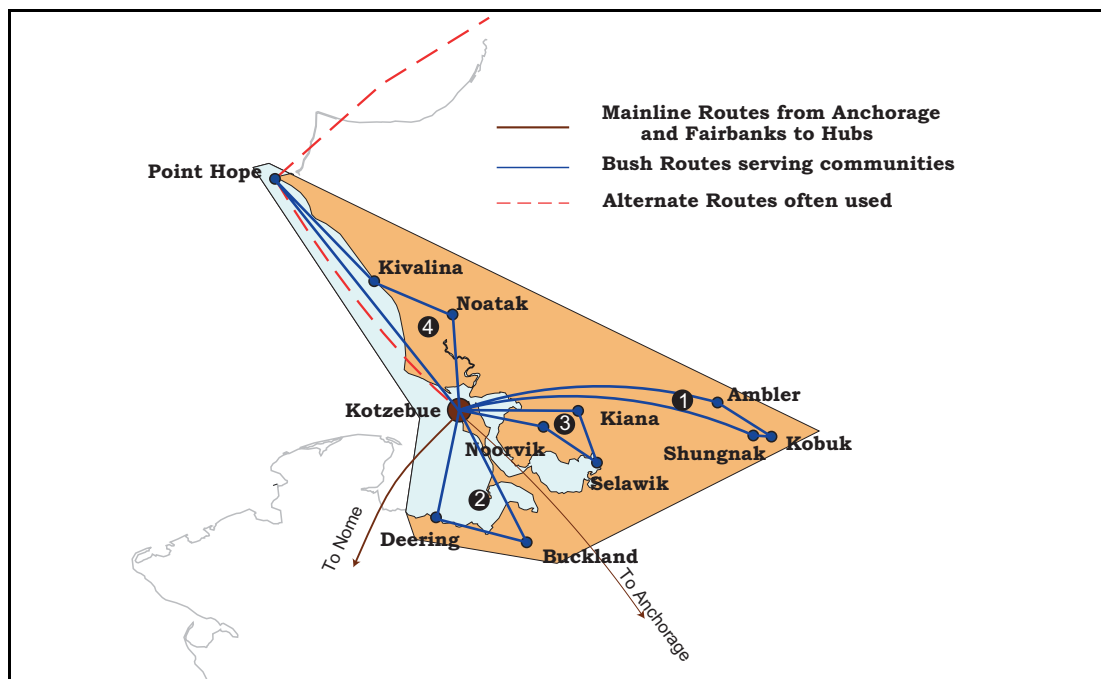 Mainline Routes from Anchorage
and Fairbanks to Hubs
Bush Routes serving communities
Alternate Routes often used
Point Hope
Kivalina
Noatak
4
Ambler
1
Kotzebue
Kiana
3
Noorvik
Shungnak
Kobuk
Selawik
2
Deering
Buckland
To Nome
To Anchorage